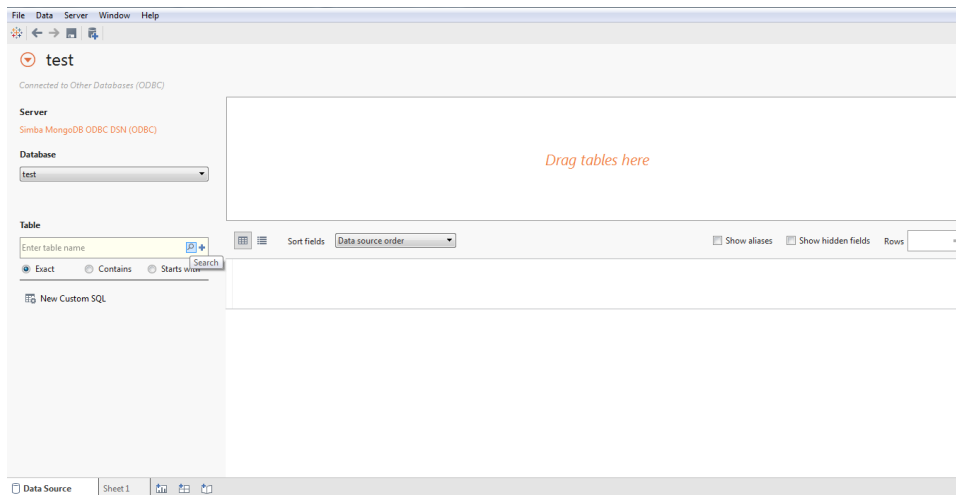 File Data Server Window Help
test
Connected to Other Databases (ODBC)
Server
Simba MongoDB ODBC DSN (ODBC)
Database
test
Drag tables here
Table
Enter table name
Search
Exact Contains Starts with
New Custom SQL
Sort fields Data source order Show aliases Show hidden fields Rows
Data Source Sheet 1